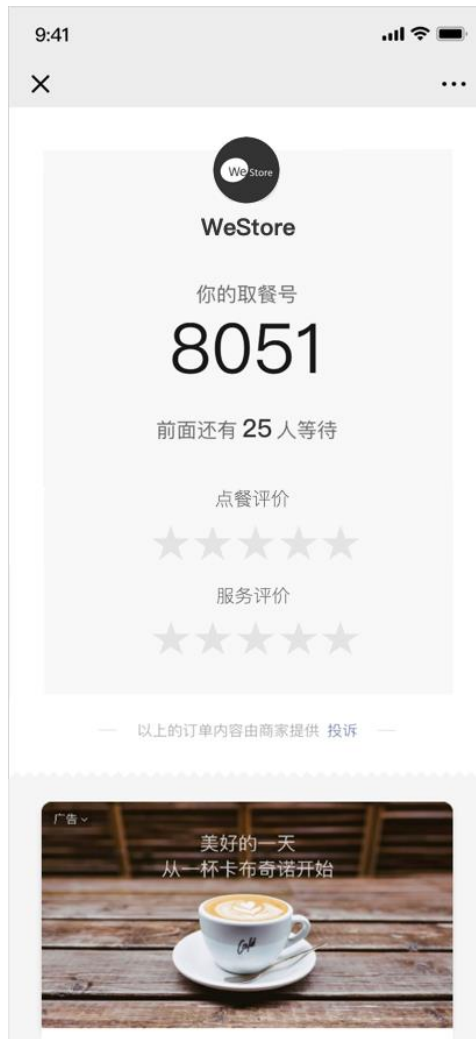 9:41
We Store
WeStore
你的取餐号
8051
前面还有 25 人等待
点餐评价
服务评价
以上的订单内容由商家提供 投诉
广告
美好的一天
从一杯卡布奇诺开始
Café